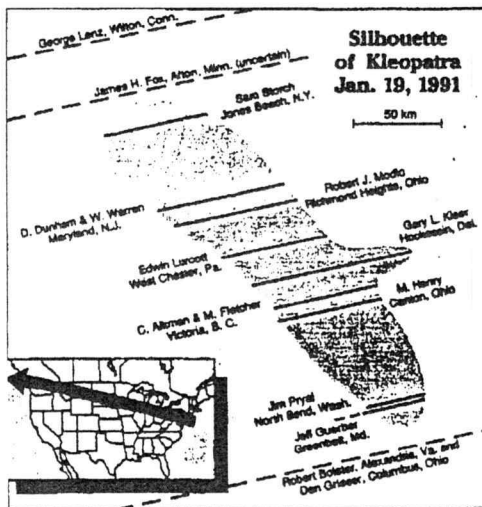 George Lenz, Wilton, Conn.
James H. Fox, Afton, Minn. (uncertain)
Silhouette
of Kleopatra
Jan. 19, 1991
50 km
Sara Storch
Jones Beach, N.Y.
Robert J. Modic
Richmond Heights, Ohio
D. Dunham & W. Warren
Maryland, N.J.
Gary L. Kleer
Hockessin, Del.
Edwin Lurcott
West Chester, Pa.
M. Henry
Canton, Ohio
C. Aikman & M. Fletcher
Victoria, B. C.
Jim Pryal
North Bend, Wash.
Jeff Guerber
Greenbelt, Md.
Robert Bolster, Alexandria, Va. and
Dan Grieser, Columbus, Ohio